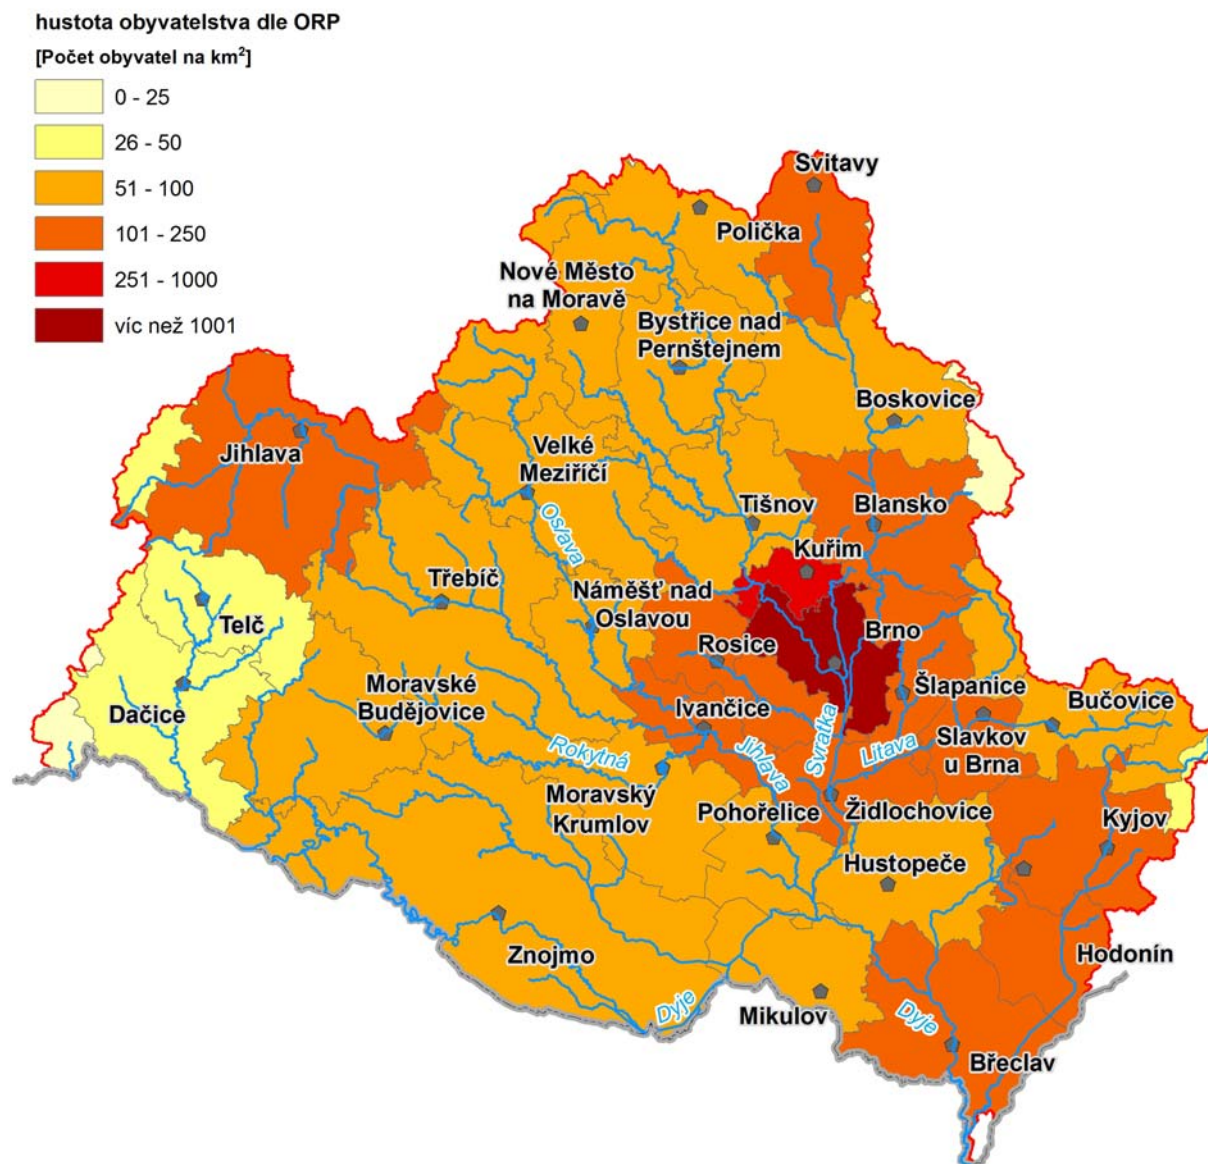 hustota obyvatelstva dle ORP
[Počet obyvatel na km²]
0 - 25
26 - 50
51 - 100
101 - 250
251 - 1000
víc než 1001
Svitavy
Polička
Nové Město
na Moravě
Bystřice nad
Pernštejnem
Boskovice
Jihlava
Velké
Meziříčí
Tišnov
Blansko
Oslava
Kuřim
Třebíč
Náměšť nad
Oslavou
Telč
Rosice
Brno
Moravské
Budějovice
Šlapanice
Bučovice
Dačice
Ivančice
Svratka
Slavkov
u Brna
Rokytná
Jihlava
Litava
Moravský
Krumlov
Pohořelice
Židlochovice
Kyjov
Hustopeče
Znojmo
Hodonín
Dyje
Mikulov
Dyje
Břeclav